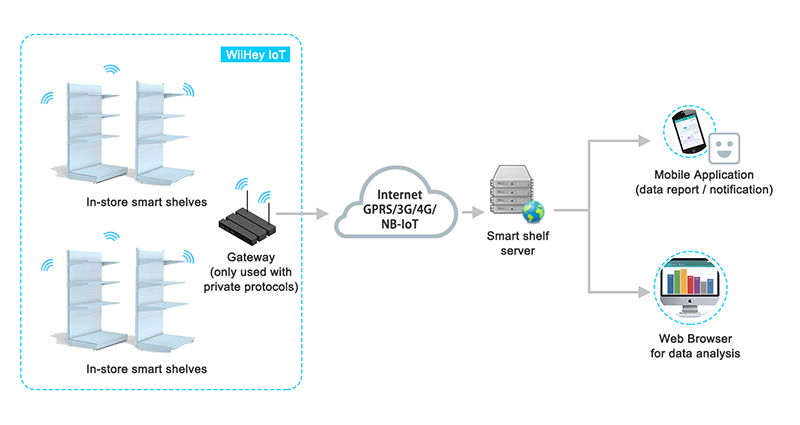 WiiHey IoT
In-store smart shelves
Gateway
(only used with
private protocols)
In-store smart shelves
Internet
GPRS/3G/4G/
NB-IoT
Smart shelf
server
Mobile Application
(data report / notification)
Web Browser
for data analysis